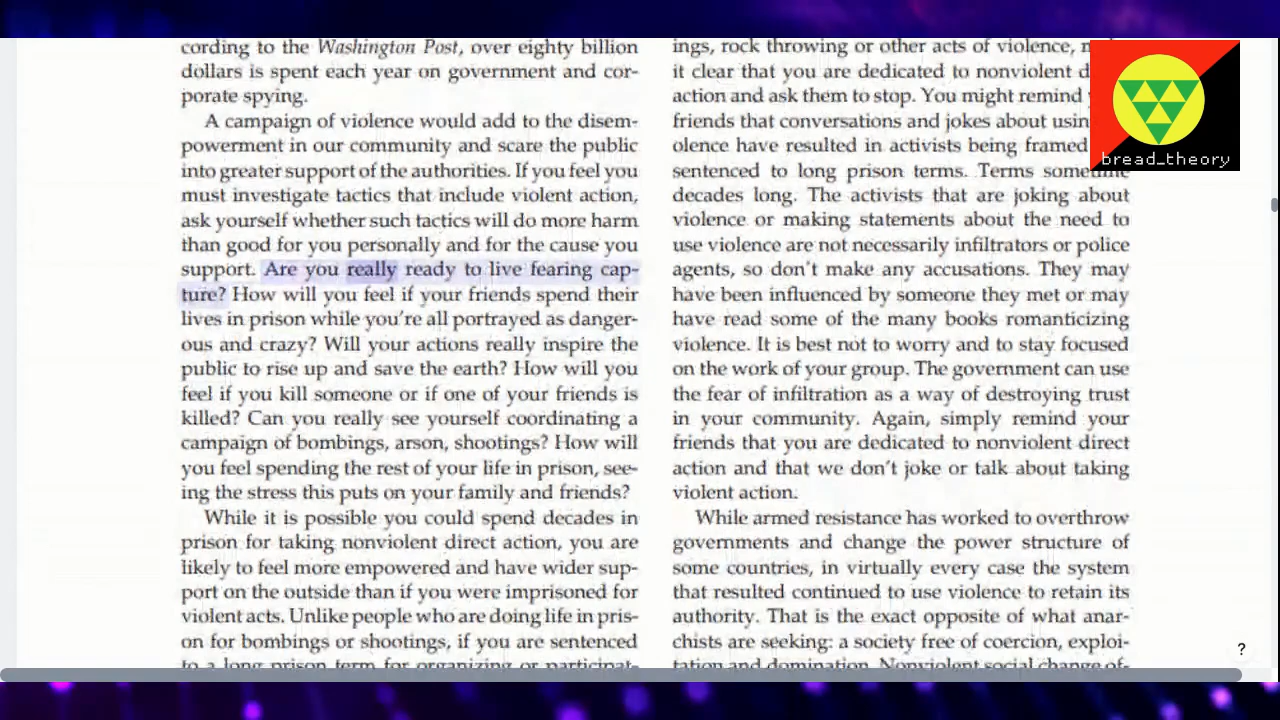 cording to the Washington Post, over eighty billion
dollars is spent each year on government and cor-
porate spying.
A campaign of violence would add to the disem-
powerment in our community and scare the public
into greater support of the authorities. If you feel you
must investigate tactics that include violent action,
ask yourself whether such tactics will do more harm
than good for you personally and for the cause you
support. Are you really ready to live fearing cap-
ture? How will you feel if your friends spend their
lives in prison while you're all portrayed as danger-
ous and crazy? Will your actions really inspire the
public to rise up and save the earth? How will you
feel if you kill someone or if one of your friends is
killed? Can you really see yourself coordinating a
campaign of bombings, arson, shootings? How will
you feel spending the rest of your life in prison, see-
ing the stress this puts on your family and friends?
While it is possible you could spend decades in
prison for taking nonviolent direct action, you are
likely to feel more empowered and have wider sup-
port on the outside than if you were imprisoned for
violent acts. Unlike people who are doing life in pris-
on for bombings or shootings, if you are sentenced
to a long prison term for organizing or participat-
ings, rock throwing or other acts of violence,
it clear that you are dedicated to nonviolent
action and ask them to stop. You might remind
friends that conversations and jokes about
olence have resulted in activists being framed
sentenced to long prison terms. Terms sometime
decades long. The activists that are joking about
violence or making statements about the need to
use violence are not necessarily infiltrators or police
agents, so don't make any accusations. They may
have been influenced by someone they met or may
have read some of the many books romanticizing
violence. It is best not to worry and to stay focused
on the work of your group. The government can use
the fear of infiltration as a way of destroying trust
in your community. Again, simply remind your
friends that you are dedicated to nonviolent direct
action and that we don't joke or talk about taking
violent action.
While armed resistance has worked to overthrow
governments and change the power structure of
some countries, in virtually every case the system
that resulted continued to use violence to retain its
authority. That is the exact opposite of what anar-
chists are seeking: a society free of coercion, exploi-
tation and domination. Nonviolent social change of-
bread_theory
?